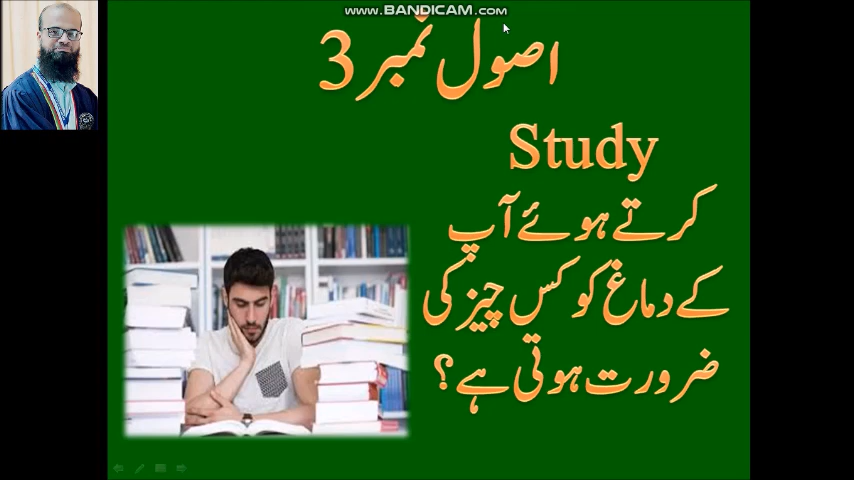 www.BANDICAM.com
اصول نمبر 3
Study
کرتے ہوئے آپ
کے دماغ کو کس چیز کی
ضرورت ہوتی ہے؟